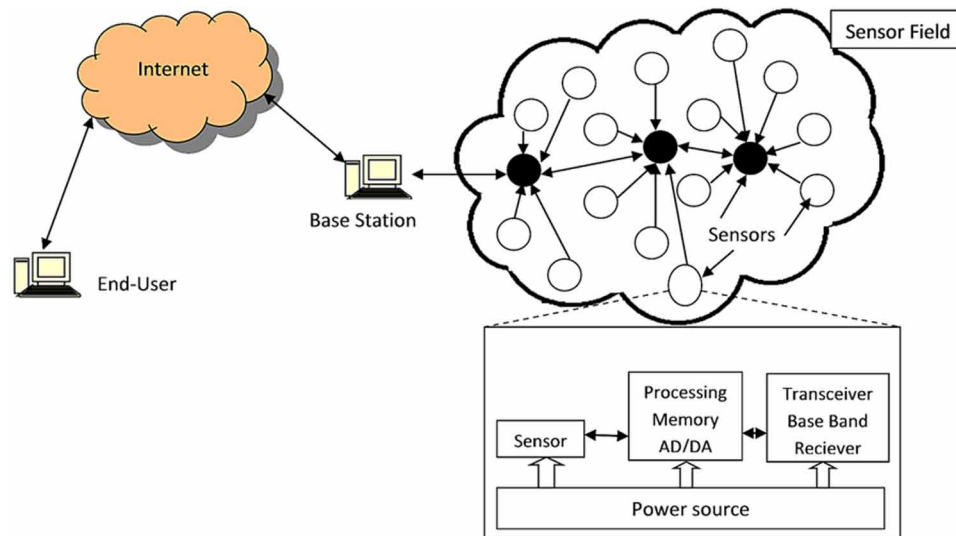 Sensor Field
Internet
Base Station
Sensors
End-User
Processing
Memory
AD/DA
Transceiver
Base Band
Reciever
Sensor
Power source